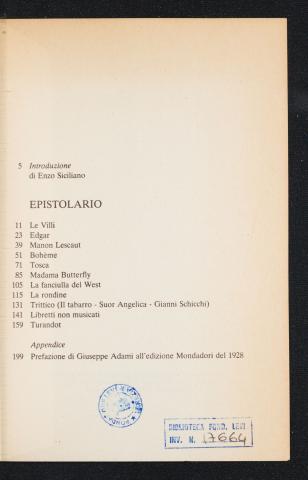 5 Introduzione
di Enzo Siciliano
EPISTOLARIO
11 Le Villi
23 Edgar
39 Manon Lescaut
51 Bohème
71 Tosca
85 Madama Butterfly
105 La fanciulla del West
115 La rondine
131 Trittico (Il tabarro - Suor Angelica - Gianni Schicchi)
141 Libretti non musicati
159 Turandot
Appendice
199 Prefazione di Giuseppe Adami all'edizione Mondadori del 1928
BIBLIOTECA FOND. LEVI
INV. N. 17664